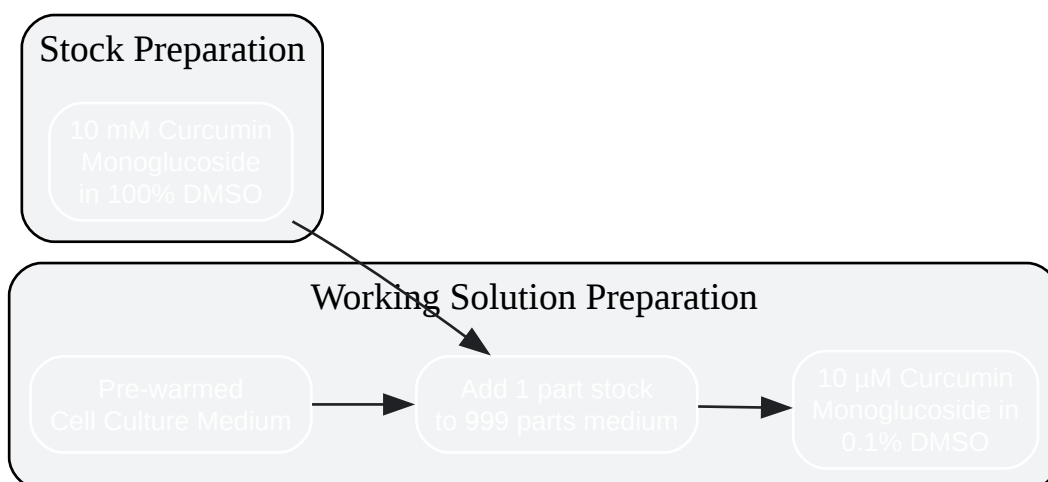 Stock Preparation
10 mM Curcumin
Monoglucoside
in 100% DMSO
Working Solution Preparation
Pre-warmed
Cell Culture Medium
Add 1 part stock
to 999 parts medium
10 µM Curcumin
Monoglucoside in
0.1% DMSO